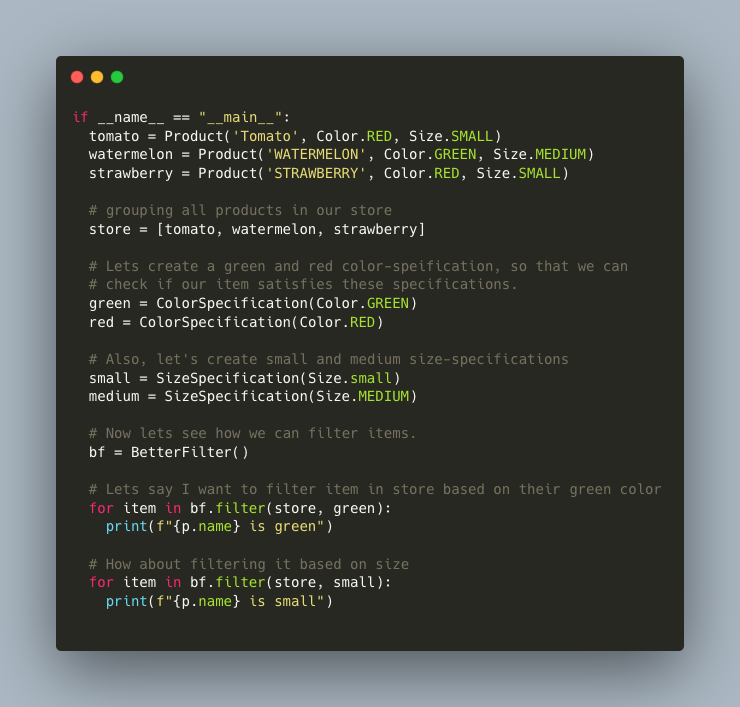 if __name__ == "__main__":
  tomato = Product('Tomato', Color.RED, Size.SMALL)
  watermelon = Product('WATERMELON', Color.GREEN, Size.MEDIUM)
  strawberry = Product('STRAWBERRY', Color.RED, Size.SMALL)

  # grouping all products in our store
  store = [tomato, watermelon, strawberry]

  # Lets create a green and red color-speification, so that we can
  # check if our item satisfies these specifications.
  green = ColorSpecification(Color.GREEN)
  red = ColorSpecification(Color.RED)

  # Also, let's create small and medium size-specifications
  small = SizeSpecification(Size.small)
  medium = SizeSpecification(Size.MEDIUM)

  # Now lets see how we can filter items.
  bf = BetterFilter()

  # Lets say I want to filter item in store based on their green color
  for item in bf.filter(store, green):
    print(f"{p.name} is green")

  # How about filtering it based on size
  for item in bf.filter(store, small):
    print(f"{p.name} is small")